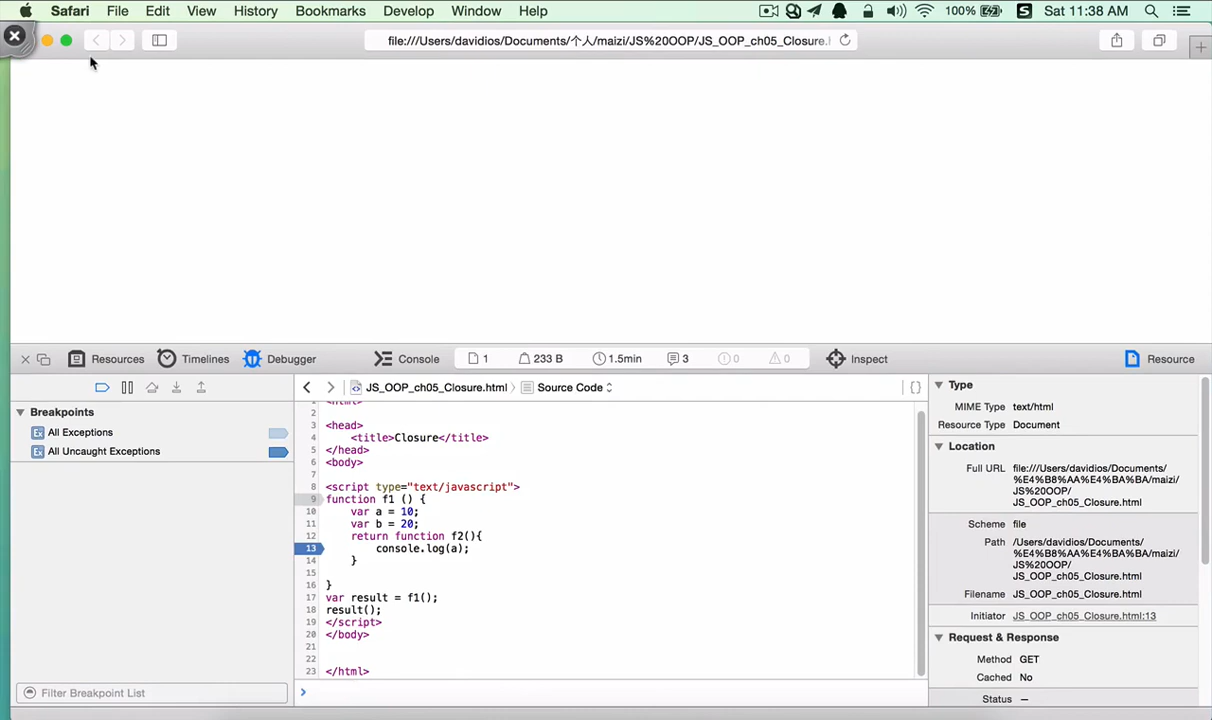 Safari File Edit View History Bookmarks Develop Window Help 100% Sat 11:38 AM
file:///Users/davidios/Documents/个人/maizi/JS%20OOP/JS_OOP_ch05_Closure.
Resources Timelines Debugger Console 1 233 B 1.5min 3 0 0 Inspect Resource
JS_OOP_ch05_Closure.html Source Code {}
Breakpoints
Ex All Exceptions
Ex All Uncaught Exceptions
Filter Breakpoint List
1 <html>
2
3 <head>
4 <title>Closure</title>
5 </head>
6 <body>
7
8 <script type="text/javascript">
9 function f1 () {
10 var a = 10;
11 var b = 20;
12 return function f2(){
13 console.log(a);
14 }
15
16 }
17 var result = f1();
18 result();
19 </script>
20 </body>
21
22
23 </html>
Type
MIME Type text/html
Resource Type Document
Location
Full URL file:///Users/davidios/Documents/
%E4%B8%AA%E4%BA%BA/maizi/
JS%20OOP/
JS_OOP_ch05_Closure.html
Scheme file
Path /Users/davidios/Documents/
%E4%B8%AA%E4%BA%BA/maizi/
JS%20OOP/
JS_OOP_ch05_Closure.html
Filename JS_OOP_ch05_Closure.html
Initiator JS_OOP_ch05_Closure.html:13
Request & Response
Method GET
Cached No
Status —